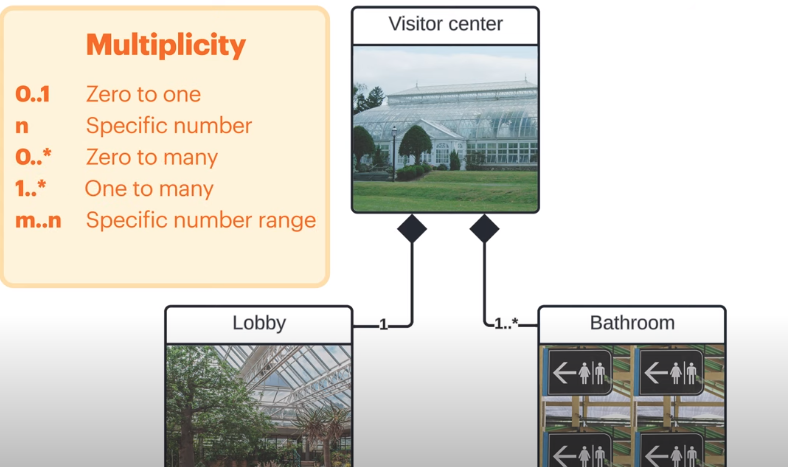 Multiplicity
0..1 Zero to one
n Specific number
0..* Zero to many
1..* One to many
m..n Specific number range
Visitor center
Lobby
1
1..*
Bathroom